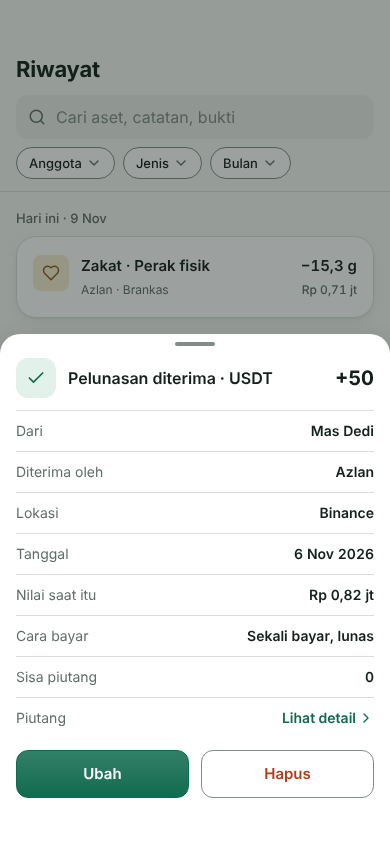 Riwayat
Cari aset, catatan, bukti
Anggota Jenis Bulan
Hari ini · 9 Nov
Zakat · Perak fisik −15,3 g
Azlan · Brankas Rp 0,71 jt
Pelunasan diterima · USDT +50
Dari Mas Dedi
Diterima oleh Azlan
Lokasi Binance
Tanggal 6 Nov 2026
Nilai saat itu Rp 0,82 jt
Cara bayar Sekali bayar, lunas
Sisa piutang 0
Piutang Lihat detail
Ubah Hapus